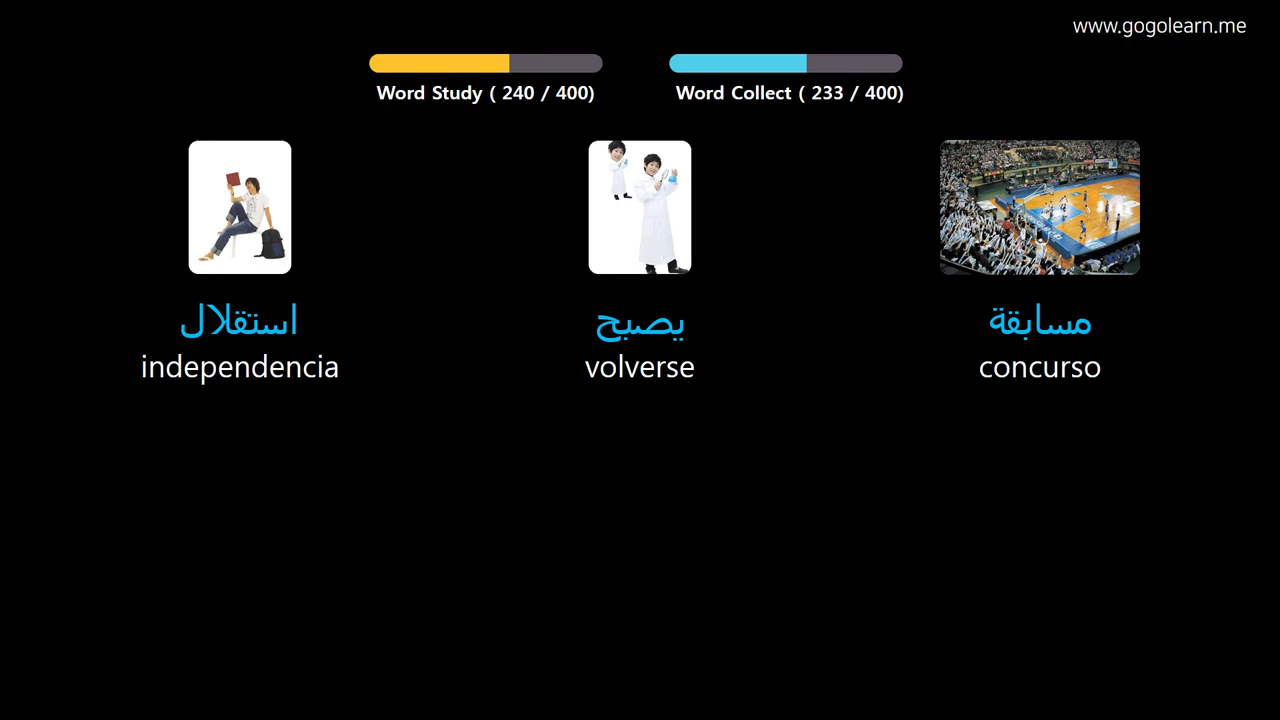 www.gogolearn.me
Word Study ( 240 / 400)
Word Collect ( 233 / 400)
استقلال
independencia
يصبح
volverse
مسابقة
concurso